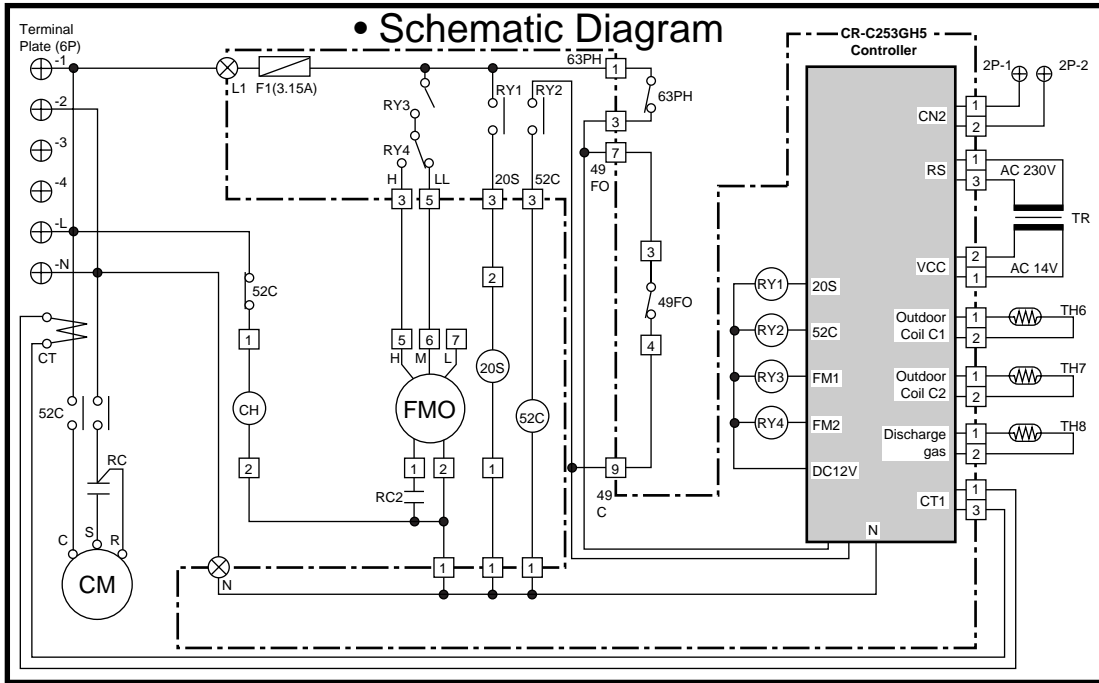 • Schematic Diagram
Terminal
Plate (6P)
-1
-2
-3
-4
-L
-N
L1
F1(3.15A)
63PH
1
63PH
3
7
49
FO
RY3
RY4
H
LL
RY1
RY2
20S
52C
3
5
3
3
52C
1
CH
2
5
6
7
H
M
L
FMO
1
2
RC2
2
20S
1
52C
3
49FO
4
9
49
C
CT
52C
RC
C
S
R
CM
N
1
1
1
CR-C253GH5
Controller
RY1
20S
RY2
52C
RY3
FM1
RY4
FM2
DC12V
N
CN2
1
2
2P-1
2P-2
RS
1
3
AC 230V
TR
VCC
2
1
AC 14V
Outdoor
Coil C1
1
2
TH6
Outdoor
Coil C2
1
2
TH7
Discharge
gas
1
2
TH8
CT1
1
3